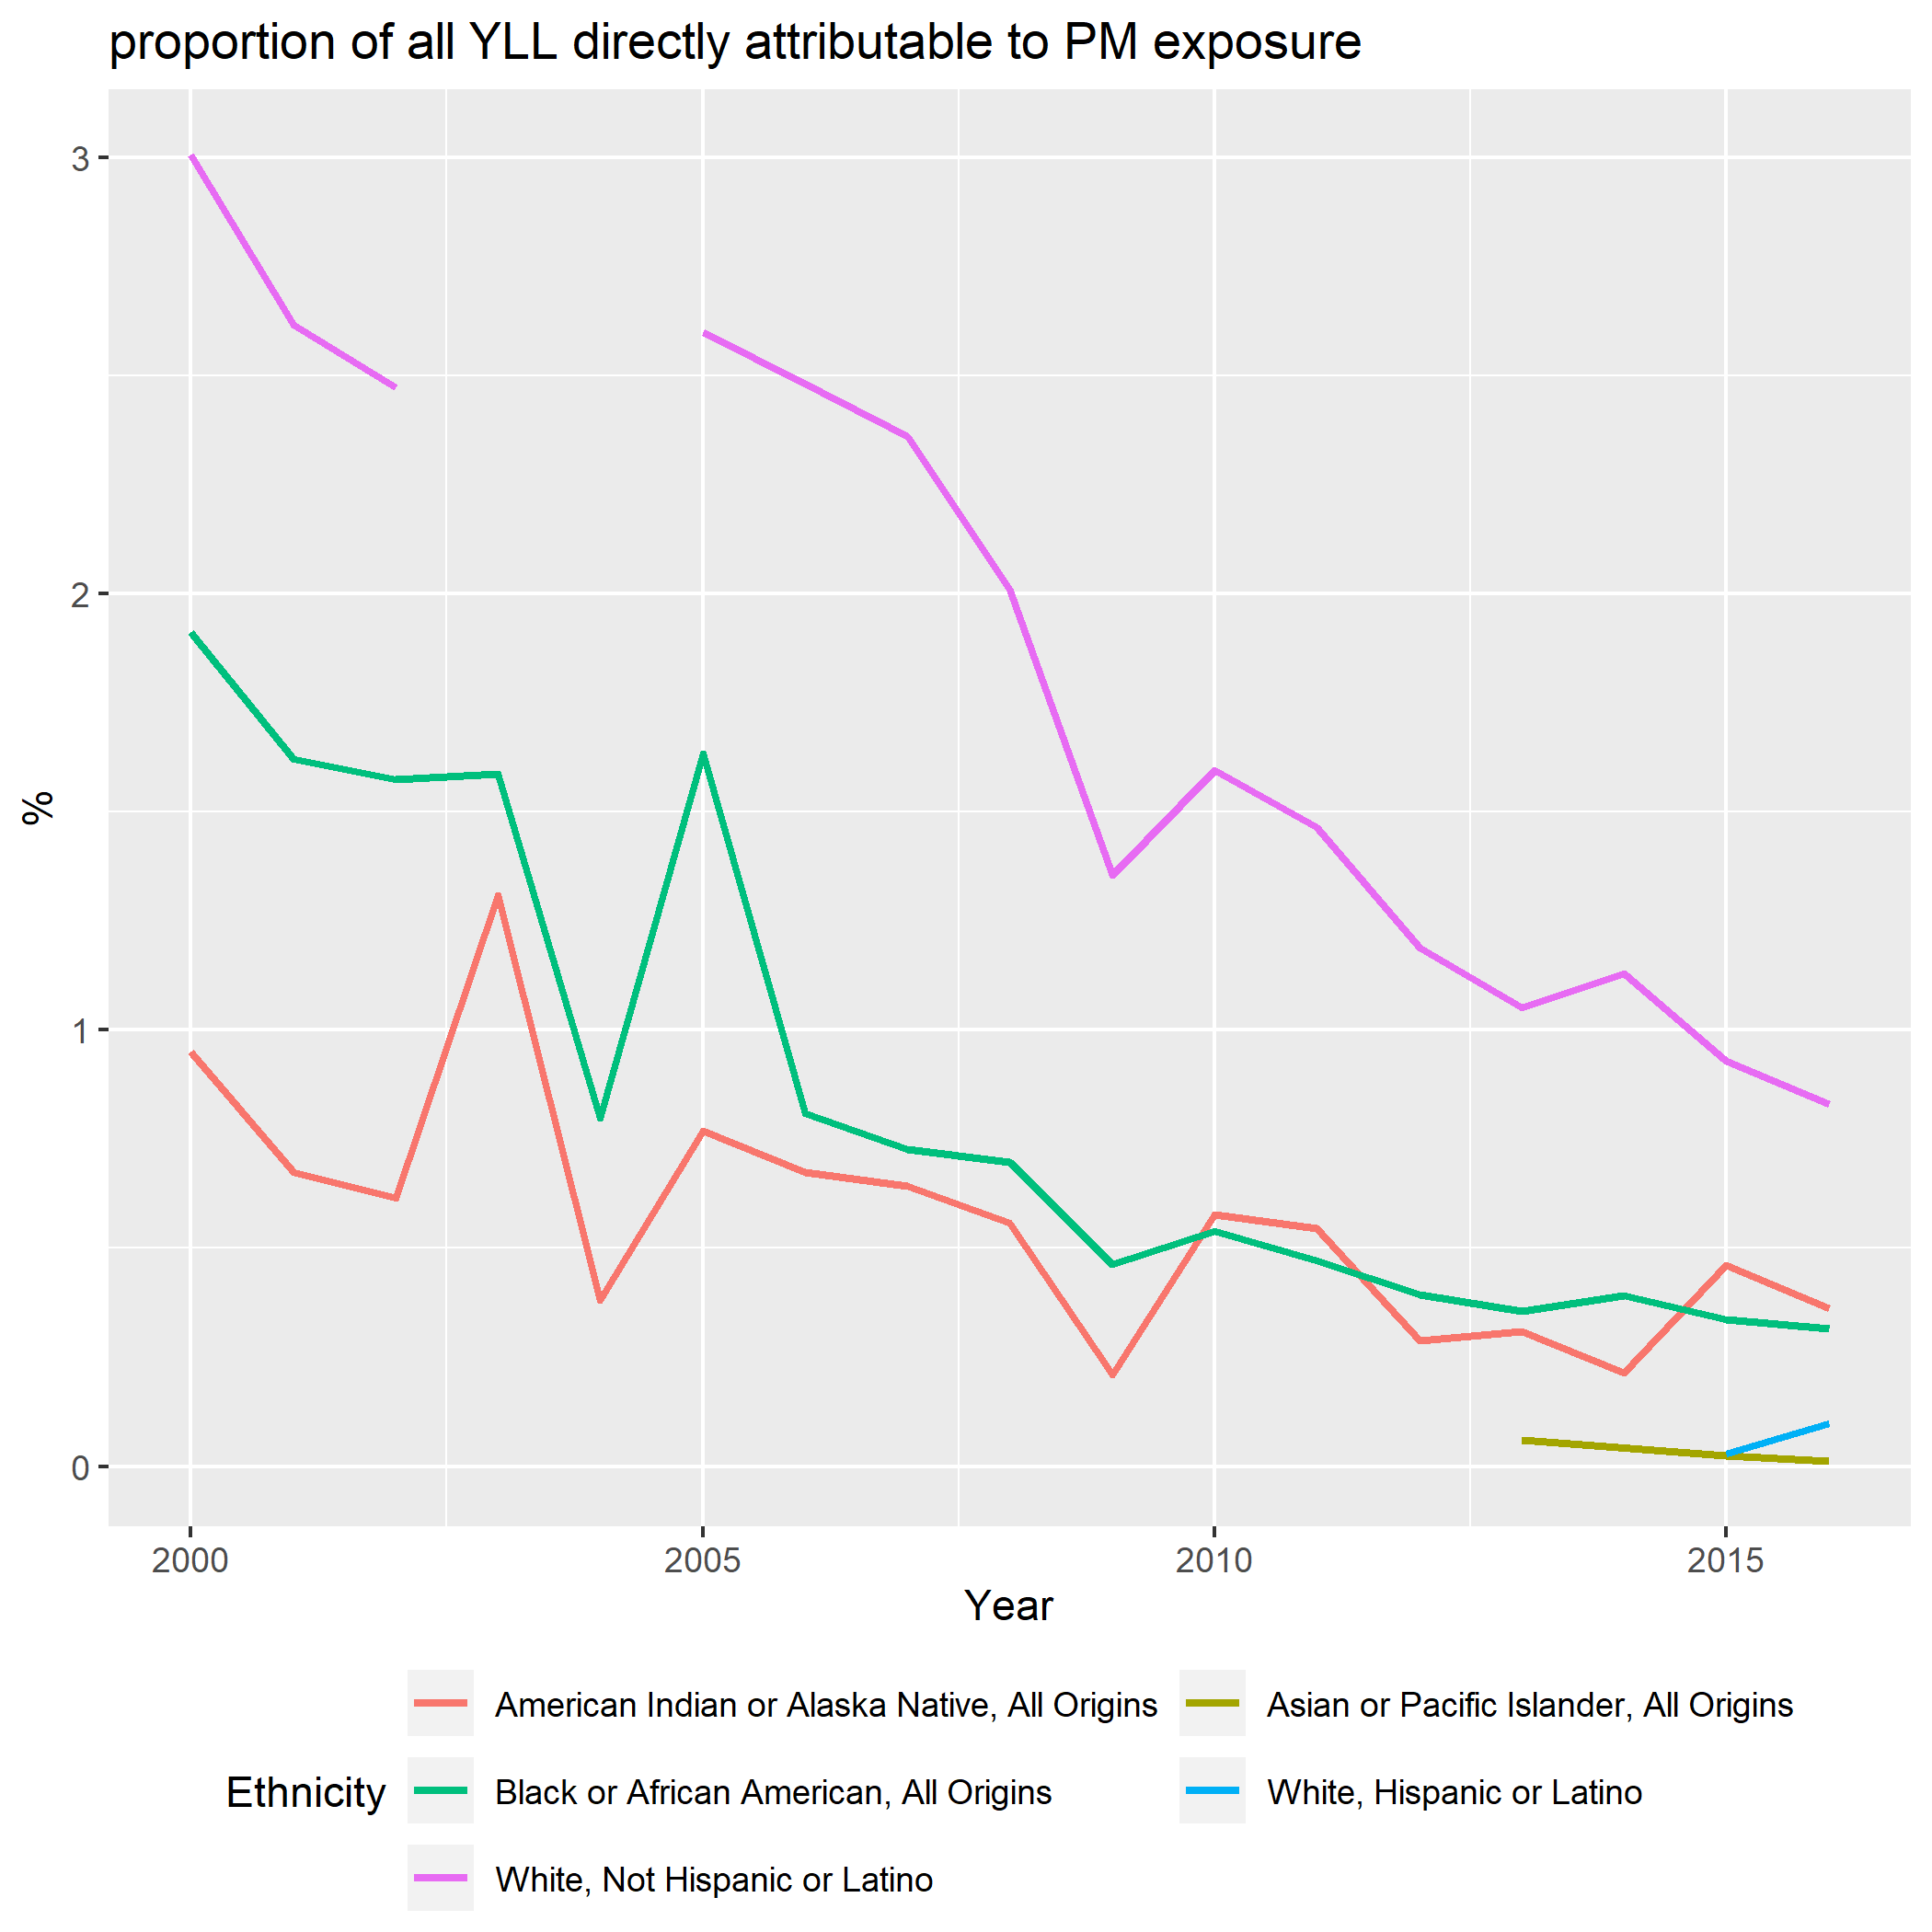 proportion of all YLL directly attributable to PM exposure
3
2
1
0
%
2000 2005 2010 2015
Year
Ethnicity
American Indian or Alaska Native, All Origins
Asian or Pacific Islander, All Origins
Black or African American, All Origins
White, Hispanic or Latino
White, Not Hispanic or Latino